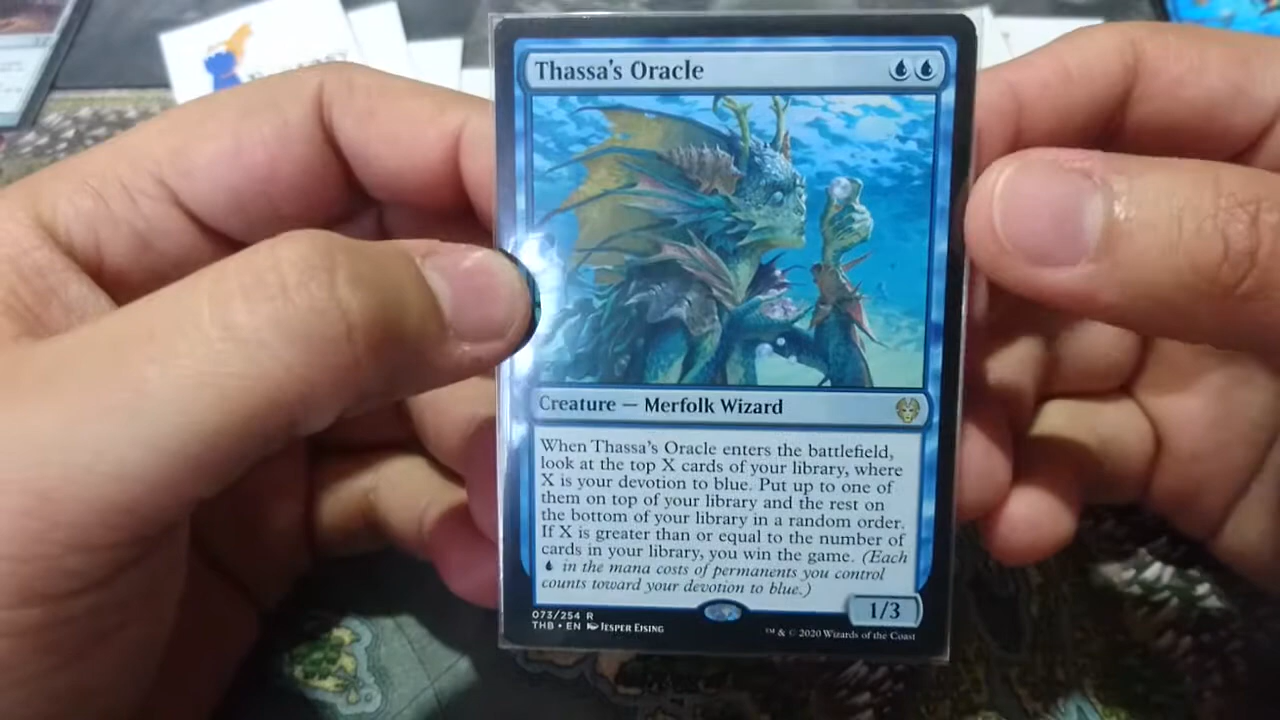 Thassa's Oracle
Creature — Merfolk Wizard
When Thassa's Oracle enters the battlefield,
look at the top X cards of your library, where
X is your devotion to blue. Put up to one of
them on top of your library and the rest on
the bottom of your library in a random order.
If X is greater than or equal to the number of
cards in your library, you win the game. (Each
in the mana costs of permanents you control
counts toward your devotion to blue.)
1/3
073/254 R
THB • EN JESPER EJSING
™ & © 2020 Wizards of the Coast